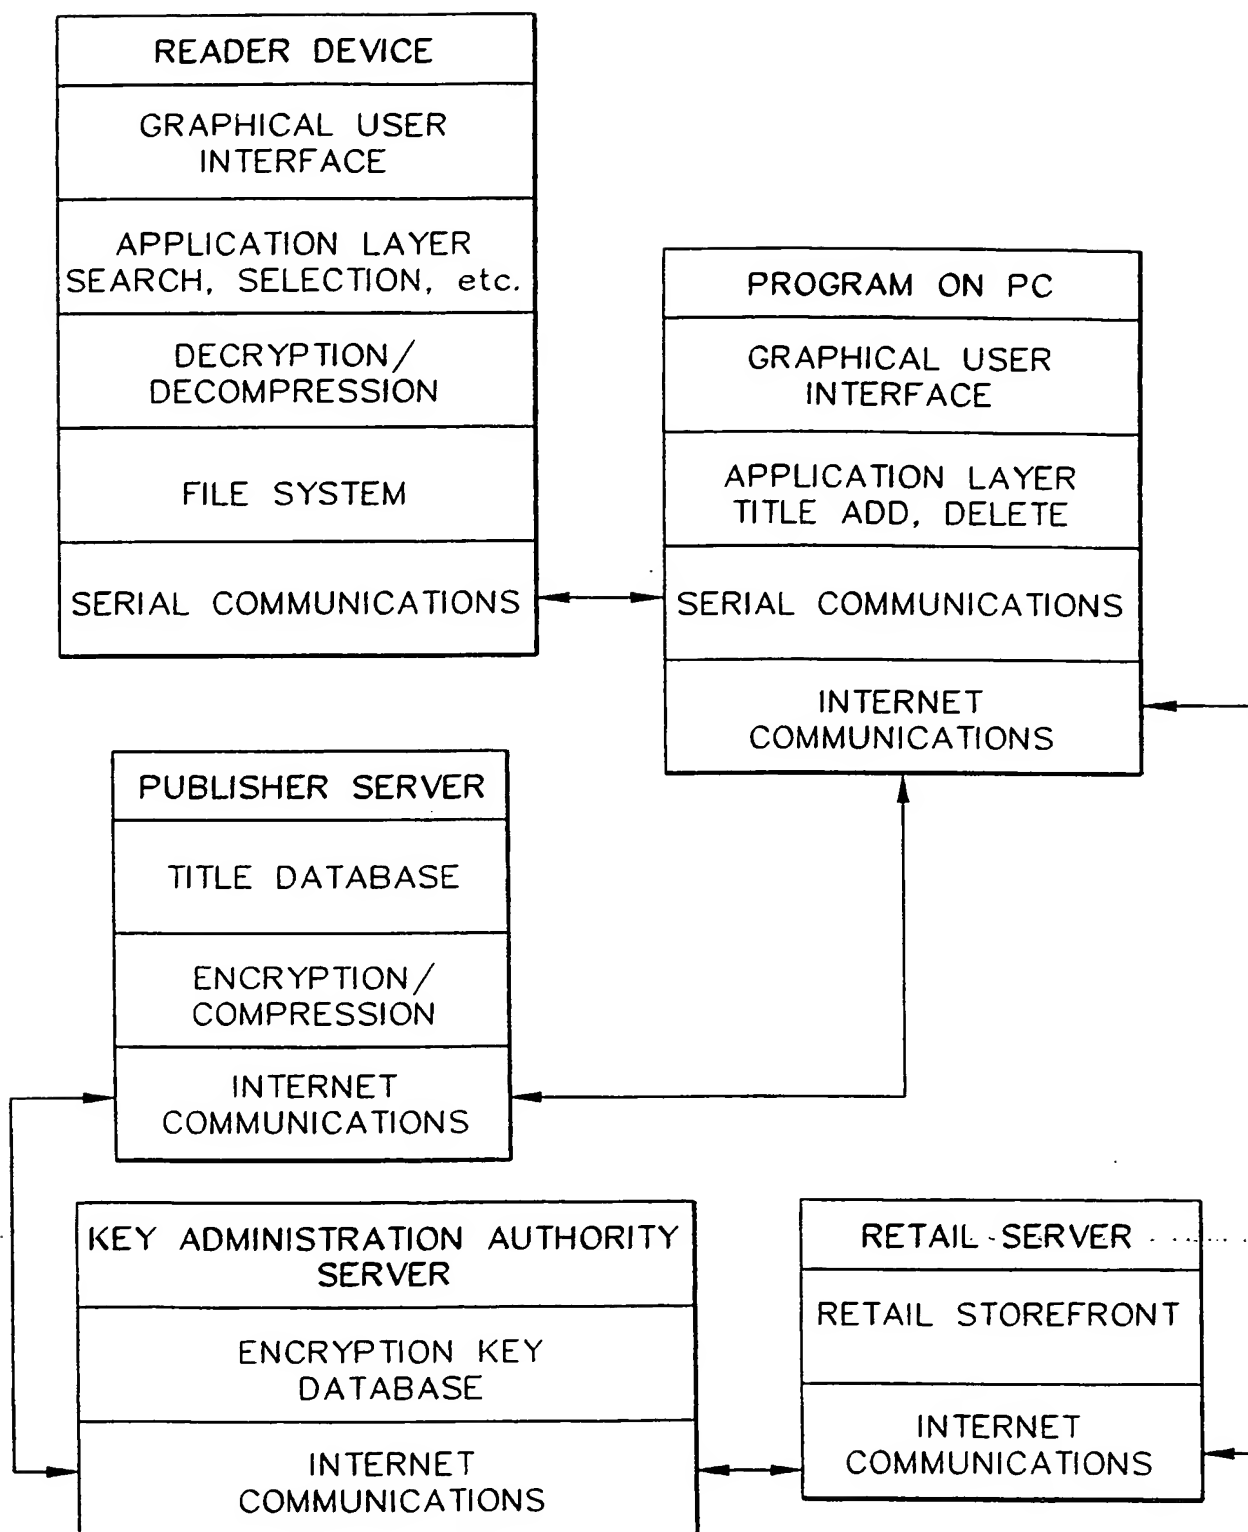 READER DEVICE
GRAPHICAL USER
INTERFACE
APPLICATION LAYER
SEARCH, SELECTION, etc.
DECRYPTION/
DECOMPRESSION
FILE SYSTEM
SERIAL COMMUNICATIONS
PROGRAM ON PC
GRAPHICAL USER
INTERFACE
APPLICATION LAYER
TITLE ADD, DELETE
SERIAL COMMUNICATIONS
INTERNET
COMMUNICATIONS
PUBLISHER SERVER
TITLE DATABASE
ENCRYPTION/
COMPRESSION
INTERNET
COMMUNICATIONS
KEY ADMINISTRATION AUTHORITY
SERVER
ENCRYPTION KEY
DATABASE
INTERNET
COMMUNICATIONS
RETAIL SERVER
RETAIL STOREFRONT
INTERNET
COMMUNICATIONS